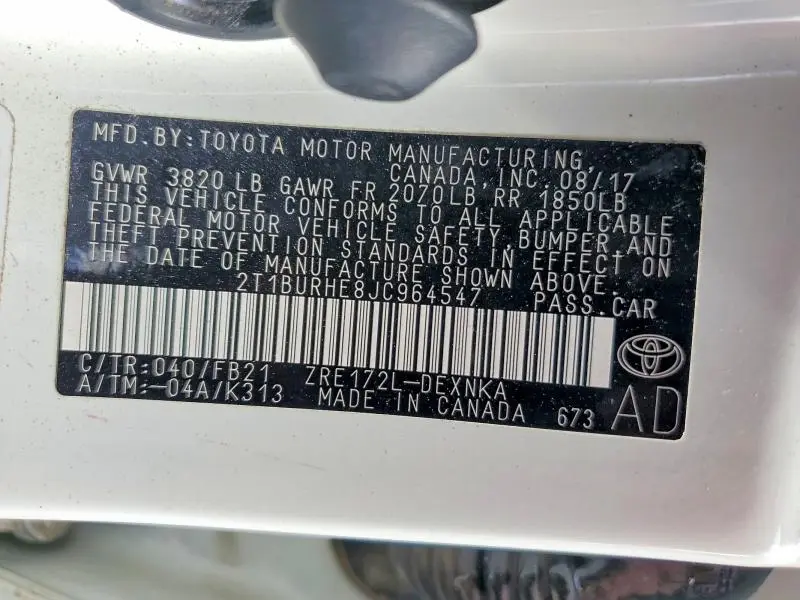 MFD. BY: TOYOTA MOTOR MANUFACTURING,
CANADA, INC. 08/17
GVWR 3820 LB GAWR FR 2070LB RR 1850LB
THIS VEHICLE CONFORMS TO ALL APPLICABLE
FEDERAL MOTOR VEHICLE SAFETY, BUMPER AND
THEFT PREVENTION STANDARDS IN EFFECT ON
THE DATE OF MANUFACTURE SHOWN ABOVE.
2T1BURHE8JC964547 PASS. CAR
C/TR: 040/FB21 ZRE172L-DEXNKA
A/TM: -04A/K313 MADE IN CANADA 673 AD